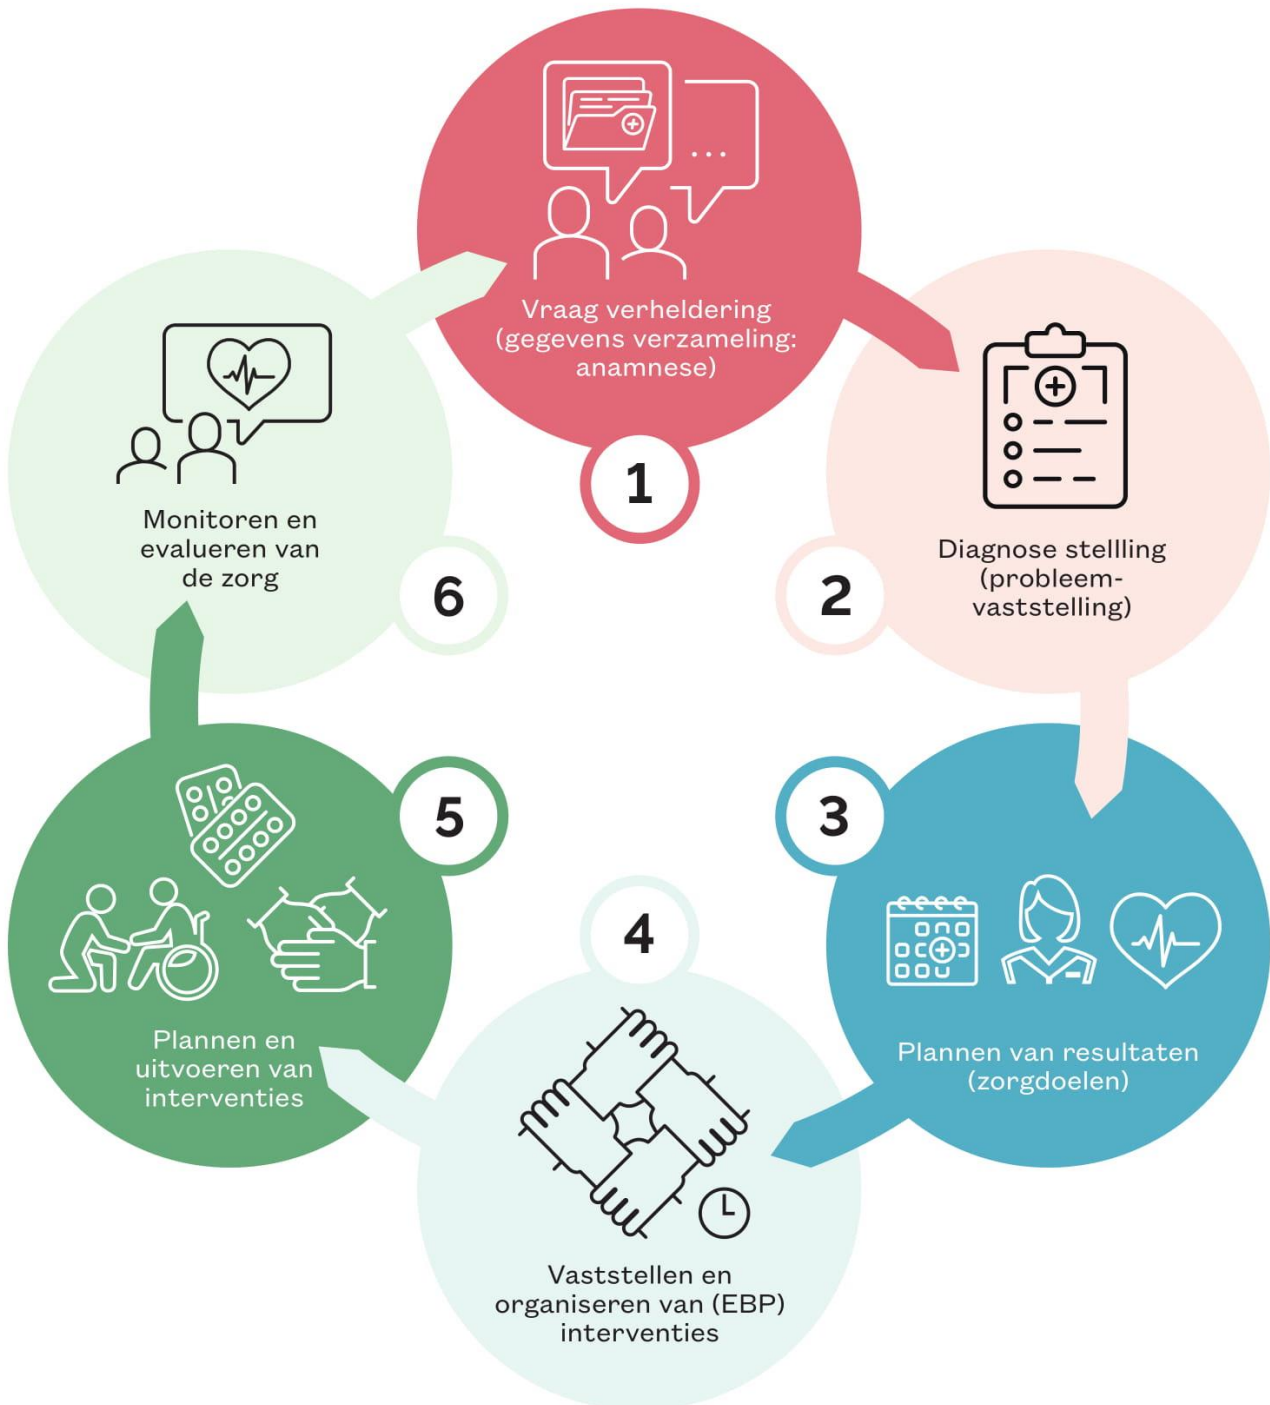 Vraag verheldering
(gegevens verzameling:
anamnese)
1
2
Diagnose stellling
(probleem-
vaststelling)
3
Plannen van resultaten
(zorgdoelen)
4
Vaststellen en
organiseren van (EBP)
interventies
5
Plannen en
uitvoeren van
interventies
6
Monitoren en
evalueren van
de zorg